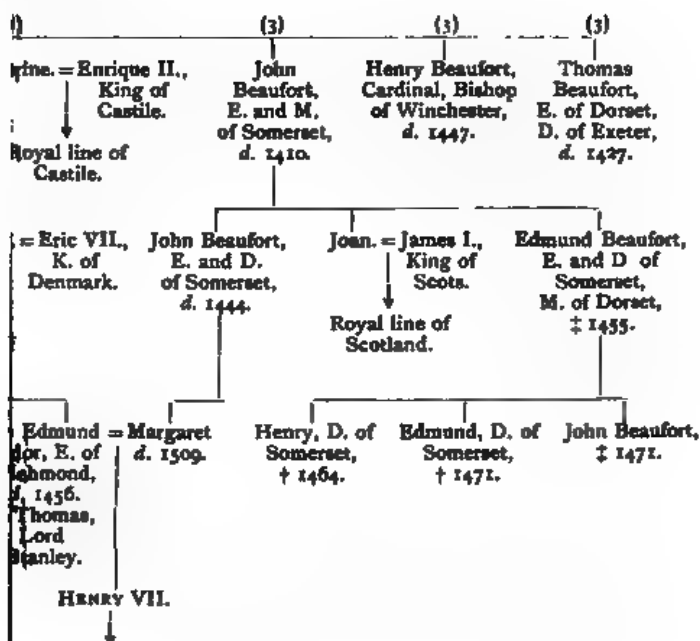 (3) (3) (3)
= Enrique II.,
King of
Castile.
Royal line of
Castile.
John
Beaufort,
E. and M.
of Somerset,
d. 1410.
Henry Beaufort,
Cardinal, Bishop
of Winchester,
d. 1447.
Thomas
Beaufort,
E. of Dorset,
D. of Exeter,
d. 1427.
= Eric VII.,
K. of
Denmark.
John Beaufort,
E. and D.
of Somerset,
d. 1444.
Joan. = James I.,
King of
Scots.
Royal line of
Scotland.
Edmund Beaufort,
E. and D of
Somerset,
M. of Dorset,
‡ 1455.
Edmund = Margaret
d. 1509.
dor, E. of
hmond,
1456.
Thomas,
Lord
tanley.
Henry, D. of
Somerset,
† 1464.
Edmund, D. of
Somerset,
† 1471.
John Beaufort,
‡ 1471.
HENRY VII.